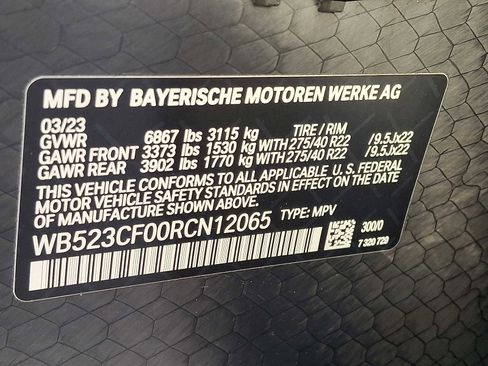 MFD BY BAYERISCHE MOTOREN WERKE AG
03/23 TIRE / RIM
GVWR 6867 lbs 3115 kg
GAWR FRONT 3373 lbs 1530 kg WITH 275/40 R22 /9.5Jx22
GAWR REAR 3902 lbs 1770 kg WITH 275/40 R22 /9.5Jx22
THIS VEHICLE CONFORMS TO ALL APPLICABLE U.S. FEDERAL
MOTOR VEHICLE SAFETY STANDARDS IN EFFECT ON THE
DATE OF MANUFACTURE SHOWN ABOVE.
WB523CF00RCN12065 TYPE: MPV
300/0
7 320 720